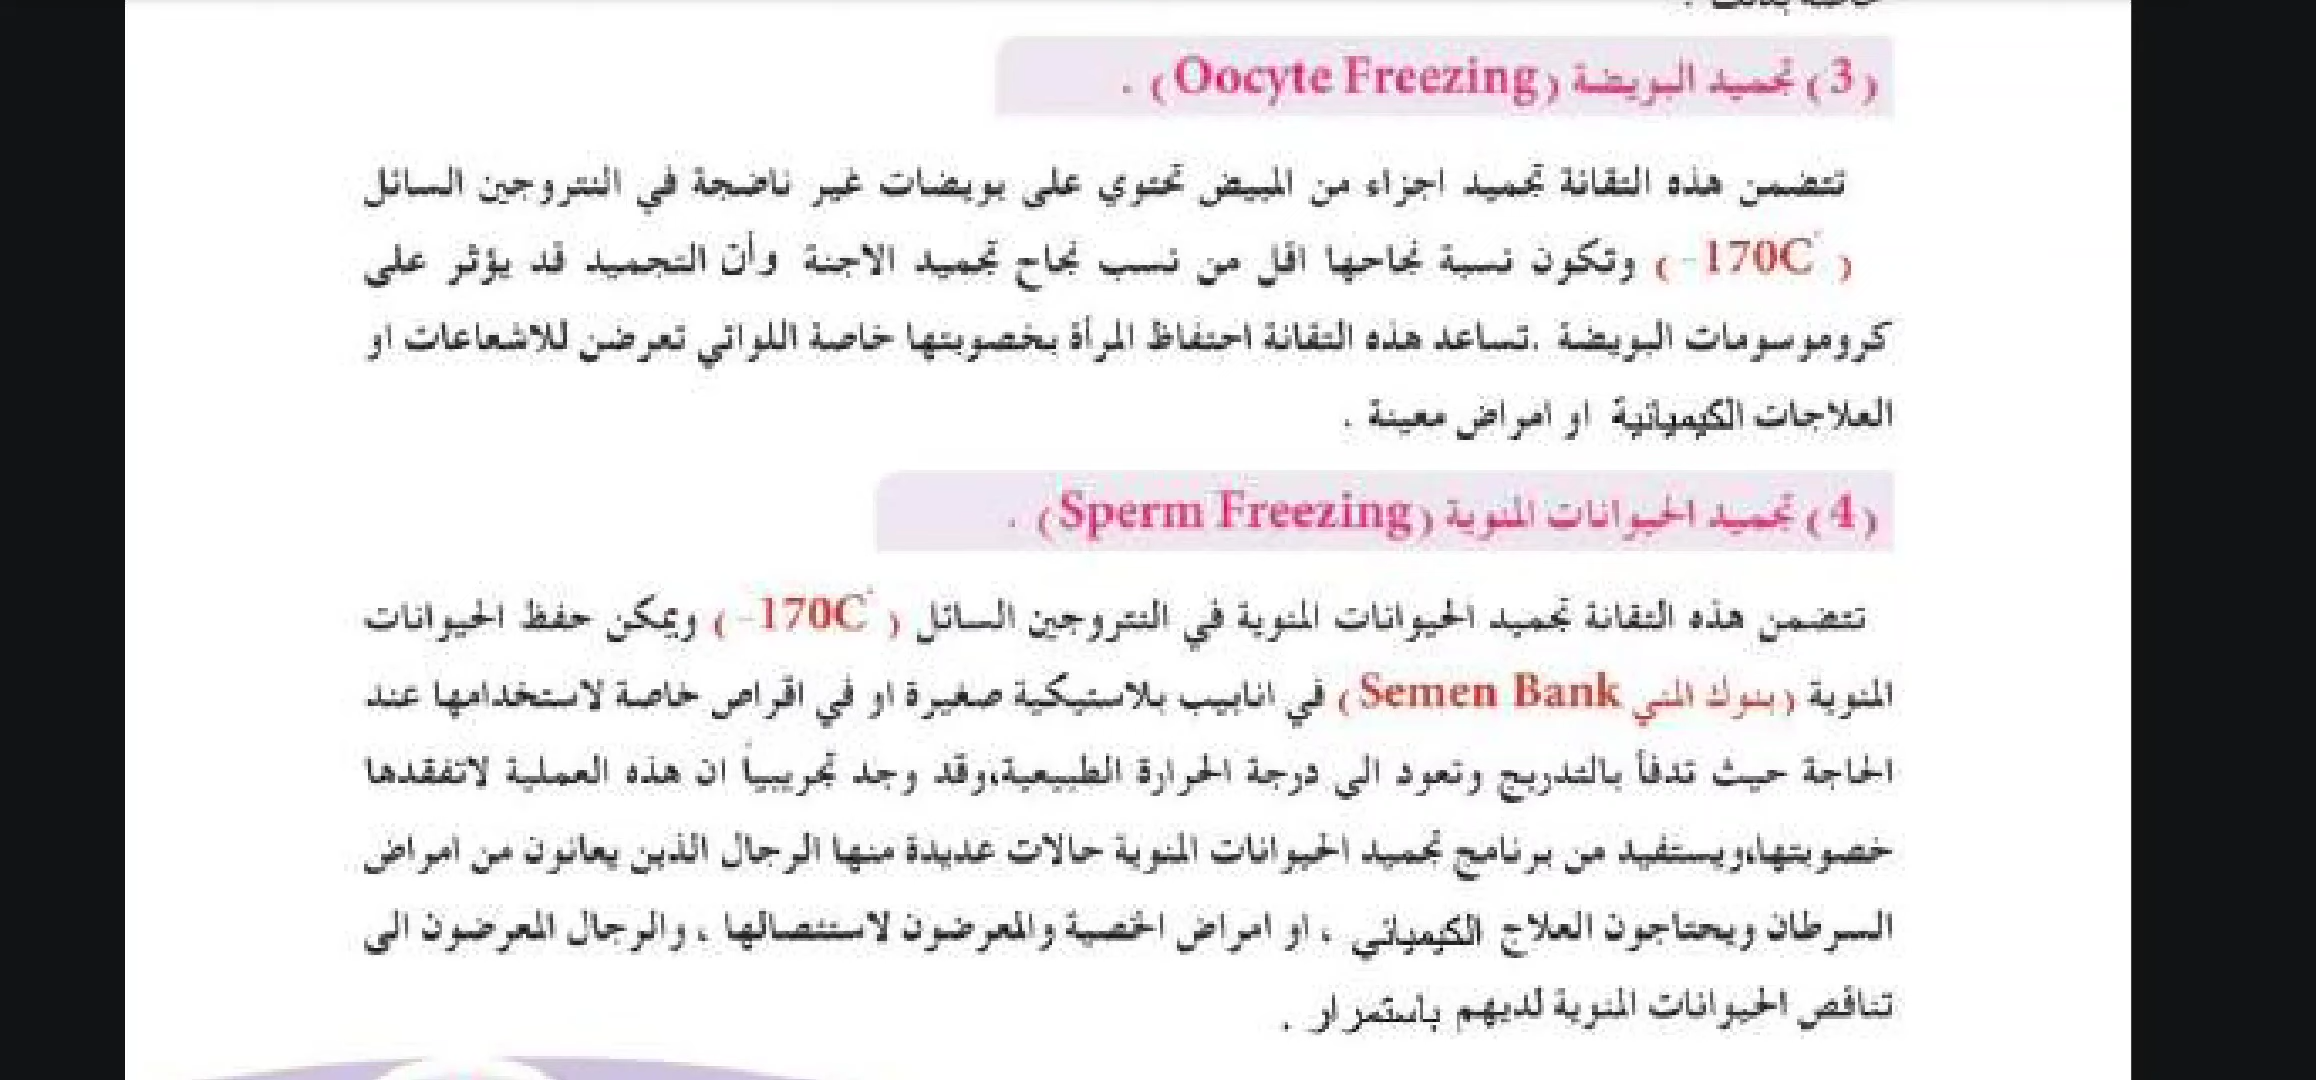 (3) تجميد البويضة (Oocyte Freezing) .
تتضمن هذه التقانة تجميد اجزاء من المبيض تحتوي على بويضات غير ناضجة في النتروجين السائل
( -170C˚ ) وتكون نسبة نجاحها اقل من نسب نجاح تجميد الاجنة وأن التجميد قد يؤثر على
كروموسومات البويضة .تساعد هذه التقانة احتفاظ المرأة بخصوبتها خاصة اللواتي تعرضن للاشعاعات او
العلاجات الكيميائية او امراض معينة .
(4) تجميد الحيوانات المنوية (Sperm Freezing) .
تتضمن هذه التقانة تجميد الحيوانات المنوية في النتروجين السائل ( -170C˚ ) ويمكن حفظ الحيوانات
المنوية (بنوك المني Semen Bank) في انابيب بلاستيكية صغيرة او في اقراص خاصة لاستخدامها عند
الحاجة حيث تدفأ بالتدريج وتعود الى درجة الحرارة الطبيعية،وقد وجد تجريبياً ان هذه العملية لاتفقدها
خصوبتها،ويستفيد من برنامج تجميد الحيوانات المنوية حالات عديدة منها الرجال الذين يعانون من امراض
السرطان ويحتاجون العلاج الكيميائي ، او امراض الخصية والمعرضون لاستئصالها ، والرجال المعرضون الى
تناقص الحيوانات المنوية لديهم باستمرار .